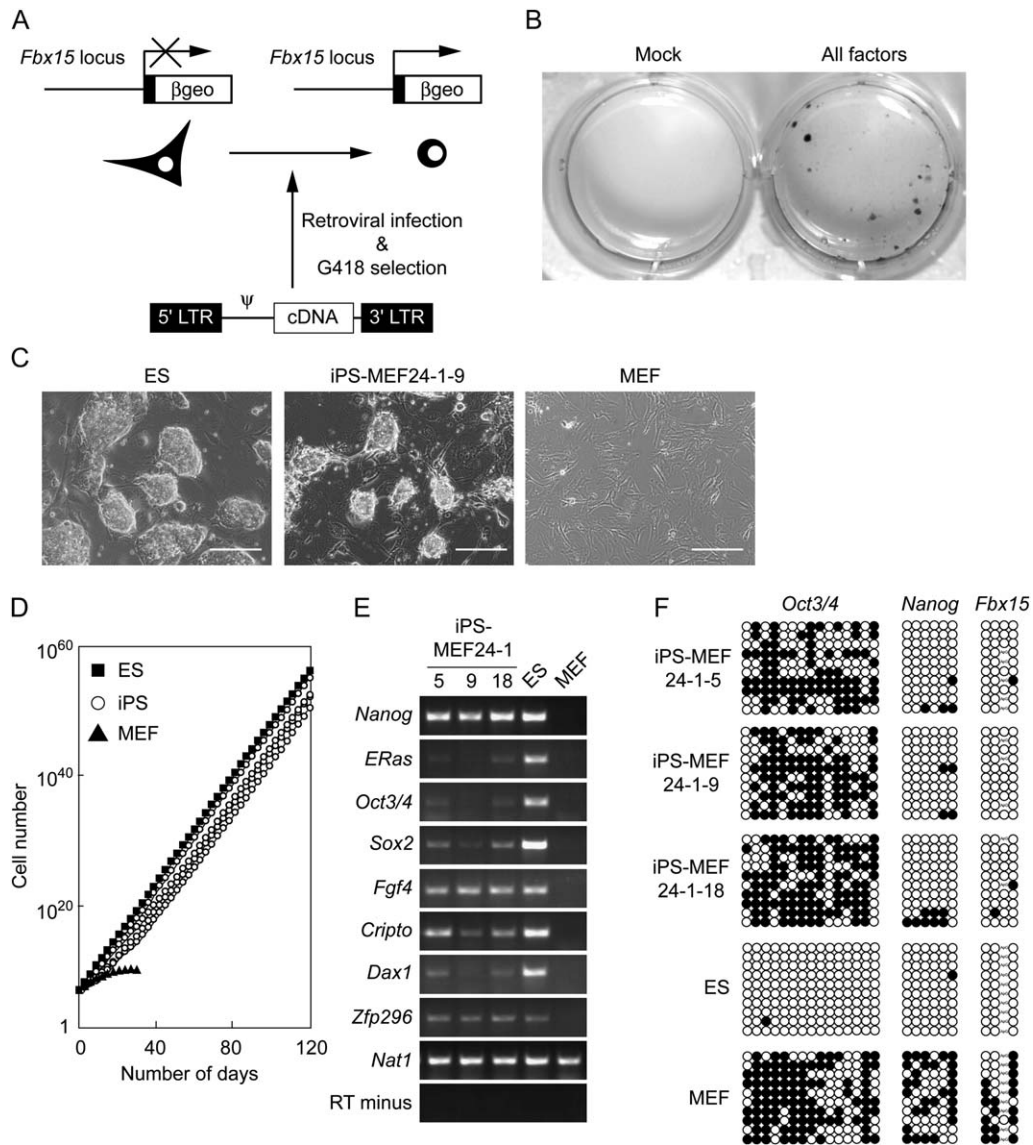 A
Fbx15 locus
βgeo
Fbx15 locus
βgeo
Retroviral infection
&
G418 selection
ψ
5' LTR
cDNA
3' LTR
B
Mock
All factors
C
ES
iPS-MEF24-1-9
MEF
D
10^60
10^40
10^20
1
Cell number
ES
iPS
MEF
0
40
80
120
Number of days
E
iPS-
MEF24-1
5 9 18 ES MEF
Nanog
ERas
Oct3/4
Sox2
Fgf4
Cripto
Dax1
Zfp296
Nat1
RT minus
F
Oct3/4 Nanog Fbx15
iPS-MEF
24-1-5
iPS-MEF
24-1-9
iPS-MEF
24-1-18
ES
MEF